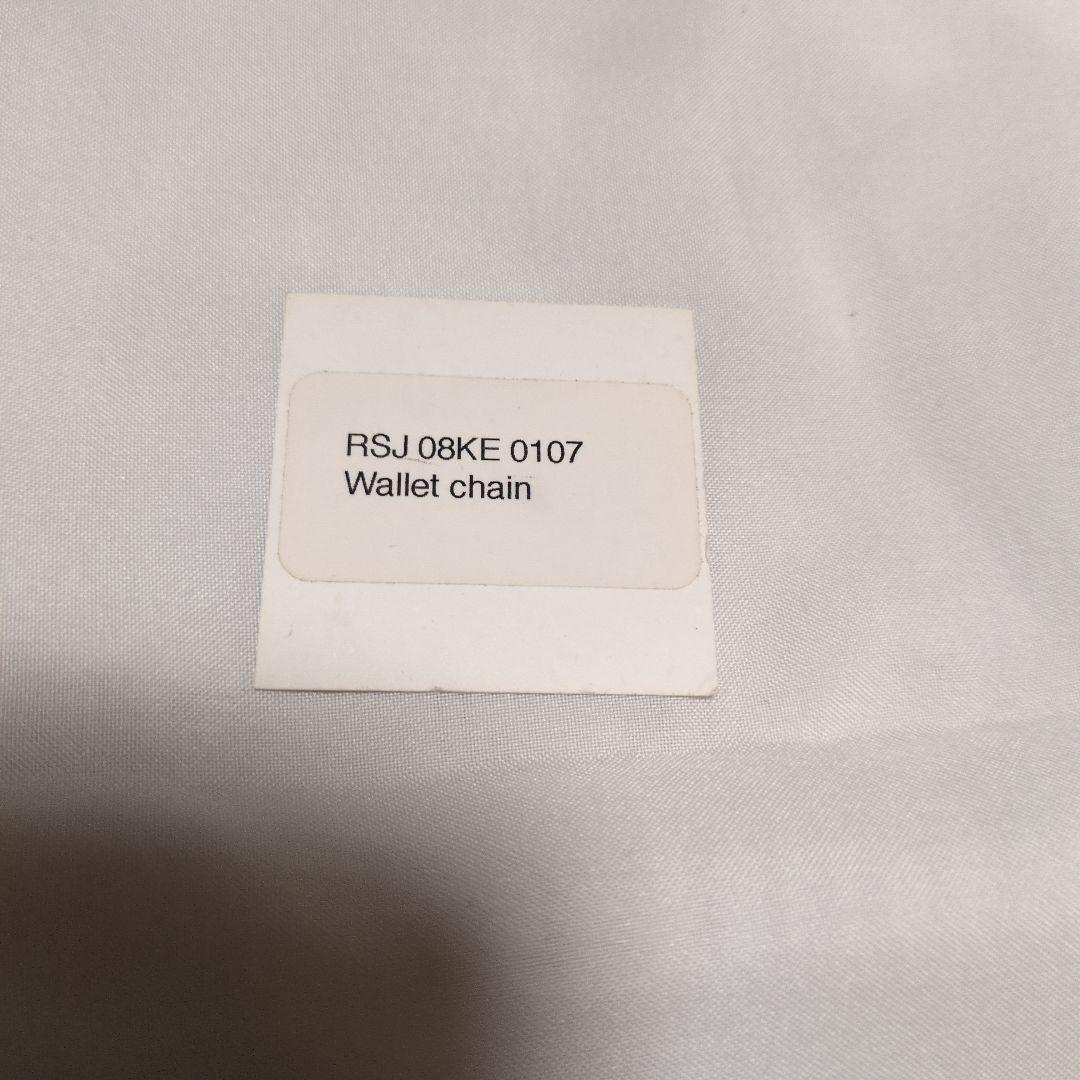 RSJ 08KE 0107
Wallet chain